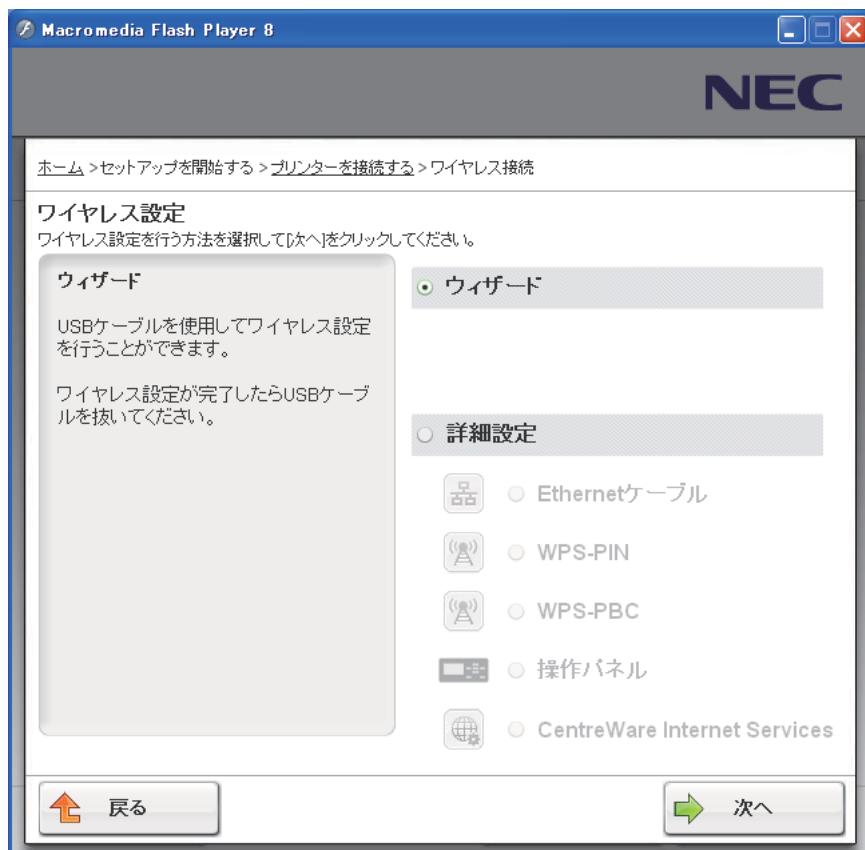 Macromedia Flash Player 8
NEC
ホーム >セットアップを開始する >プリンターを接続する >ワイヤレス接続
ワイヤレス設定
ワイヤレス設定を行う方法を選択して[次へ]をクリックしてください。
ウィザード
USBケーブルを使用してワイヤレス設定
を行うことができます。
ワイヤレス設定が完了したらUSBケーブ
ルを抜いてください。
ウィザード
詳細設定
Ethernetケーブル
WPS-PIN
WPS-PBC
操作パネル
CentreWare Internet Services
戻る
次へ